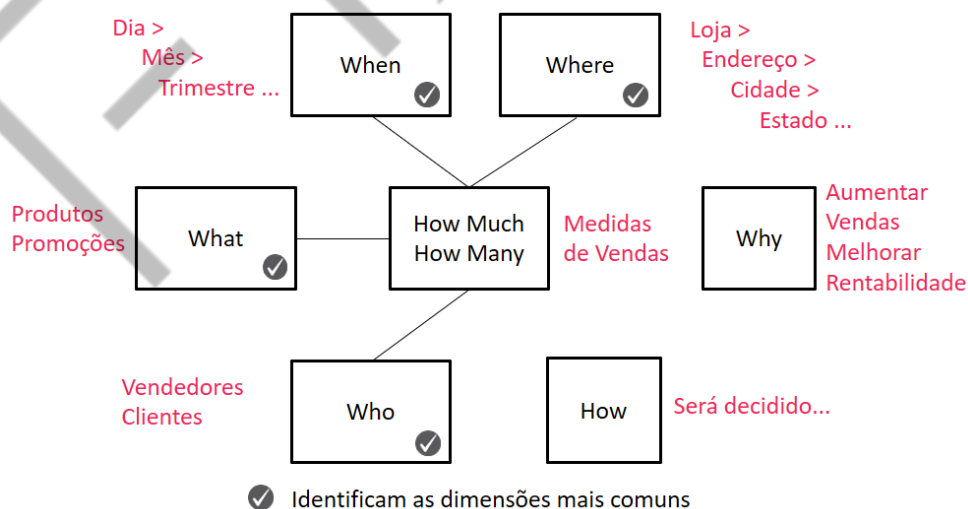 Dia >
Mês >
Trimestre ...
When
Where
Loja >
Endereço >
Cidade >
Estado ...
Produtos
Promoções
What
How Much
How Many
Medidas
de Vendas
Why
Aumentar
Vendas
Melhorar
Rentabilidade
Vendedores
Clientes
Who
How
Será decidido...
Identificam as dimensões mais comuns